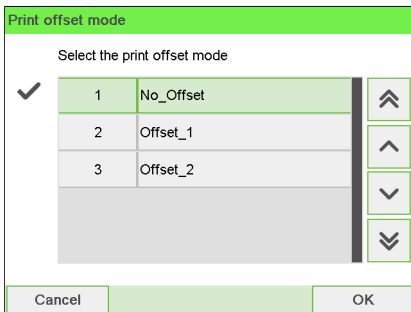 Print offset mode
Select the print offset mode
1 No_Offset
2 Offset_1
3 Offset_2
Cancel OK